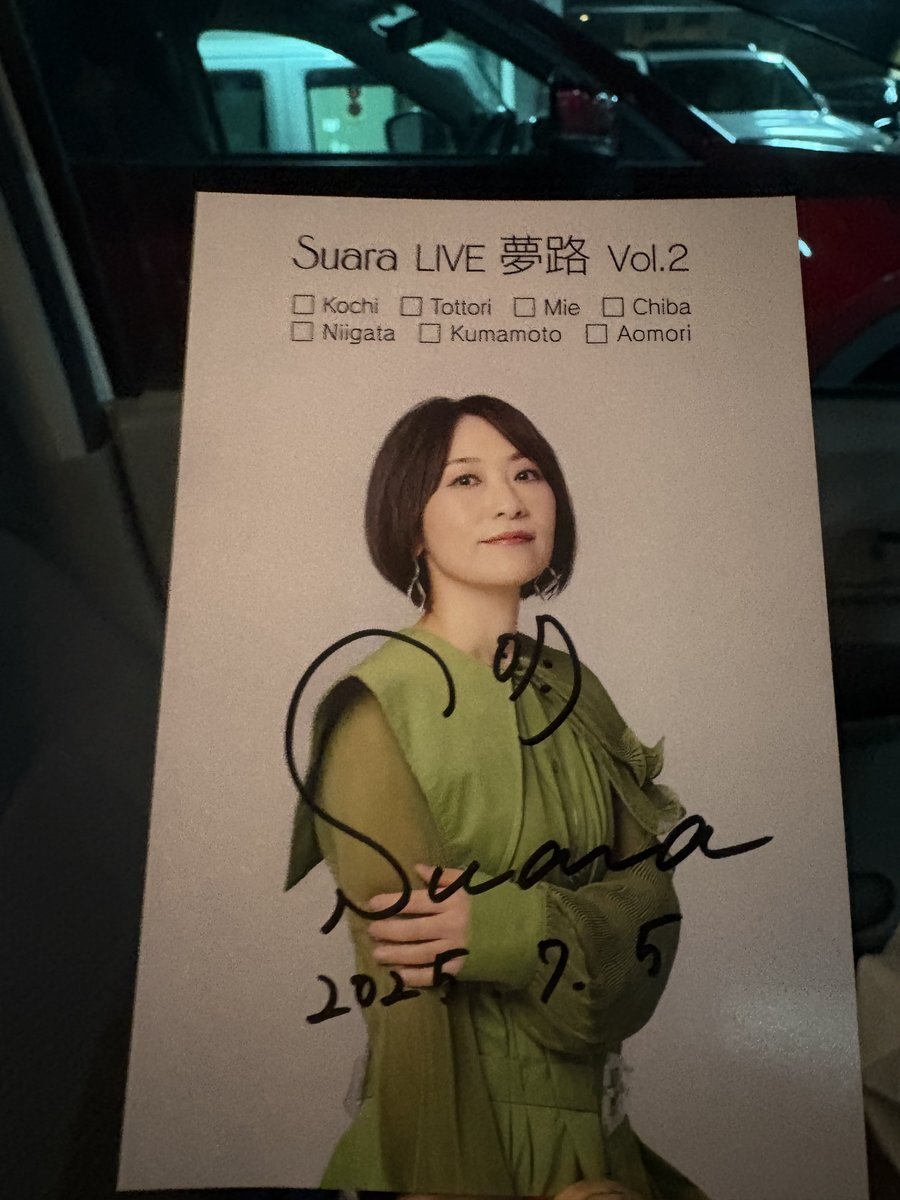 Suara LIVE 夢路 Vol.2
☐ Kochi ☐ Tottori ☐ Mie ☐ Chiba
☐ Niigata ☐ Kumamoto ☐ Aomori
Suara
2025 7. 5